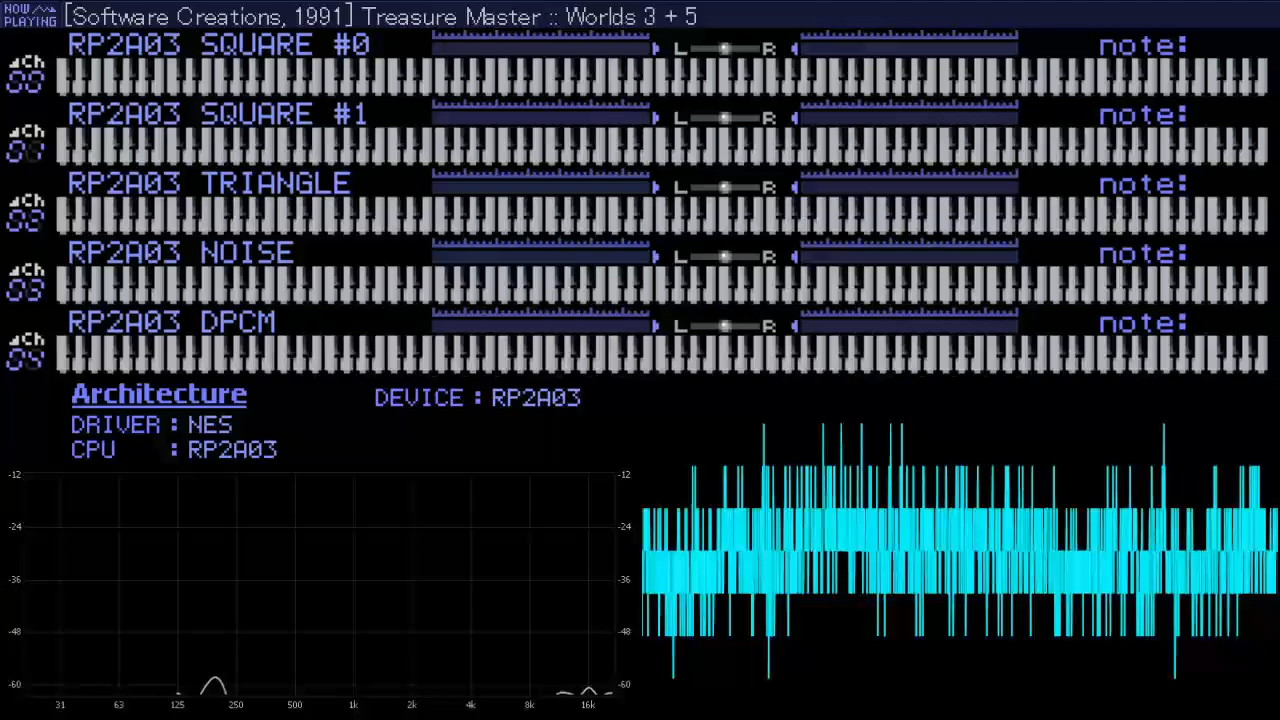 NOW PLAYING [Software Creations, 1991] Treasure Master :: Worlds 3 + 5
RP2A03 SQUARE #0 L R note:
Ch 00
RP2A03 SQUARE #1 L R note:
Ch 01
RP2A03 TRIANGLE L R note:
Ch 02
RP2A03 NOISE L R note:
Ch 03
RP2A03 DPCM L R note:
Ch 04
Architecture DEVICE : RP2A03
DRIVER : NES
CPU : RP2A03
-12 -12
-24 -24
-36 -36
-48 -48
-60 -60
31 63 125 250 500 1k 2k 4k 8k 16k